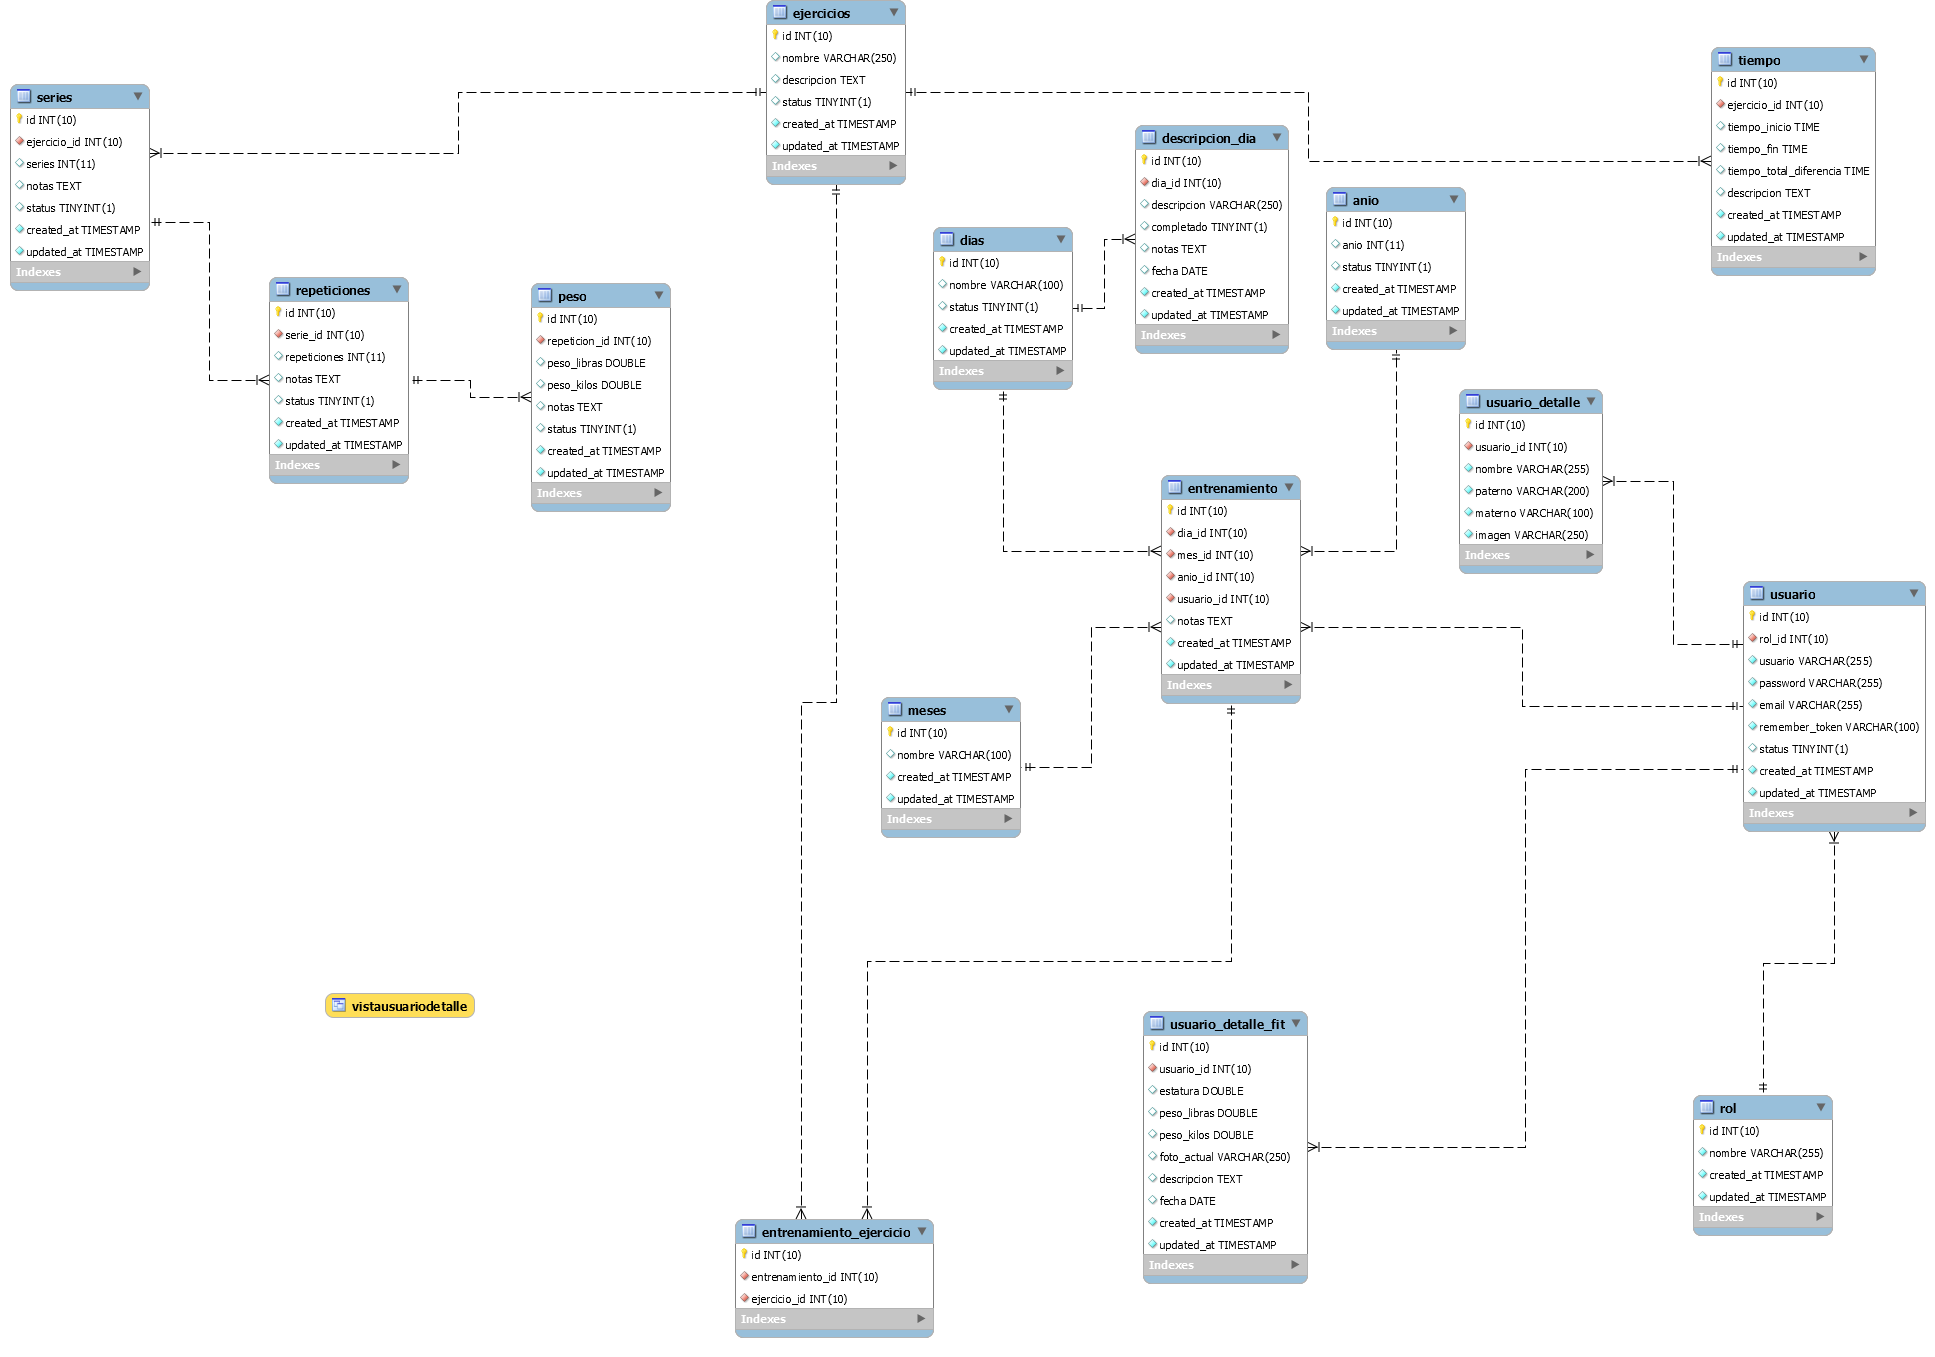 ejercicios
id INT(10)
nombre VARCHAR(250)
descripcion TEXT
status TINYINT(1)
created_at TIMESTAMP
updated_at TIMESTAMP
Indexes
tiempo
id INT(10)
ejercicio_id INT(10)
tiempo_inicio TIME
tiempo_fin TIME
tiempo_total_diferencia TIME
descripcion TEXT
created_at TIMESTAMP
updated_at TIMESTAMP
Indexes
series
id INT(10)
ejercicio_id INT(10)
series INT(11)
notas TEXT
status TINYINT(1)
created_at TIMESTAMP
updated_at TIMESTAMP
Indexes
descripcion_dia
id INT(10)
dia_id INT(10)
descripcion VARCHAR(250)
completado TINYINT(1)
notas TEXT
fecha DATE
created_at TIMESTAMP
updated_at TIMESTAMP
Indexes
anio
id INT(10)
anio INT(11)
status TINYINT(1)
created_at TIMESTAMP
updated_at TIMESTAMP
Indexes
dias
id INT(10)
nombre VARCHAR(100)
status TINYINT(1)
created_at TIMESTAMP
updated_at TIMESTAMP
Indexes
repeticiones
id INT(10)
serie_id INT(10)
repeticiones INT(11)
notas TEXT
status TINYINT(1)
created_at TIMESTAMP
updated_at TIMESTAMP
Indexes
peso
id INT(10)
repeticion_id INT(10)
peso_libras DOUBLE
peso_kilos DOUBLE
notas TEXT
status TINYINT(1)
created_at TIMESTAMP
updated_at TIMESTAMP
Indexes
usuario_detalle
id INT(10)
usuario_id INT(10)
nombre VARCHAR(255)
paterno VARCHAR(200)
materno VARCHAR(100)
imagen VARCHAR(250)
Indexes
entrenamiento
id INT(10)
dia_id INT(10)
mes_id INT(10)
anio_id INT(10)
usuario_id INT(10)
notas TEXT
created_at TIMESTAMP
updated_at TIMESTAMP
Indexes
usuario
id INT(10)
rol_id INT(10)
usuario VARCHAR(255)
password VARCHAR(255)
email VARCHAR(255)
remember_token VARCHAR(100)
status TINYINT(1)
created_at TIMESTAMP
updated_at TIMESTAMP
Indexes
meses
id INT(10)
nombre VARCHAR(100)
created_at TIMESTAMP
updated_at TIMESTAMP
Indexes
vistausuariodetalle
usuario_detalle_fit
id INT(10)
usuario_id INT(10)
estatura DOUBLE
peso_libras DOUBLE
peso_kilos DOUBLE
foto_actual VARCHAR(250)
descripcion TEXT
fecha DATE
created_at TIMESTAMP
updated_at TIMESTAMP
Indexes
rol
id INT(10)
nombre VARCHAR(255)
created_at TIMESTAMP
updated_at TIMESTAMP
Indexes
entrenamiento_ejercicio
id INT(10)
entrenamiento_id INT(10)
ejercicio_id INT(10)
Indexes